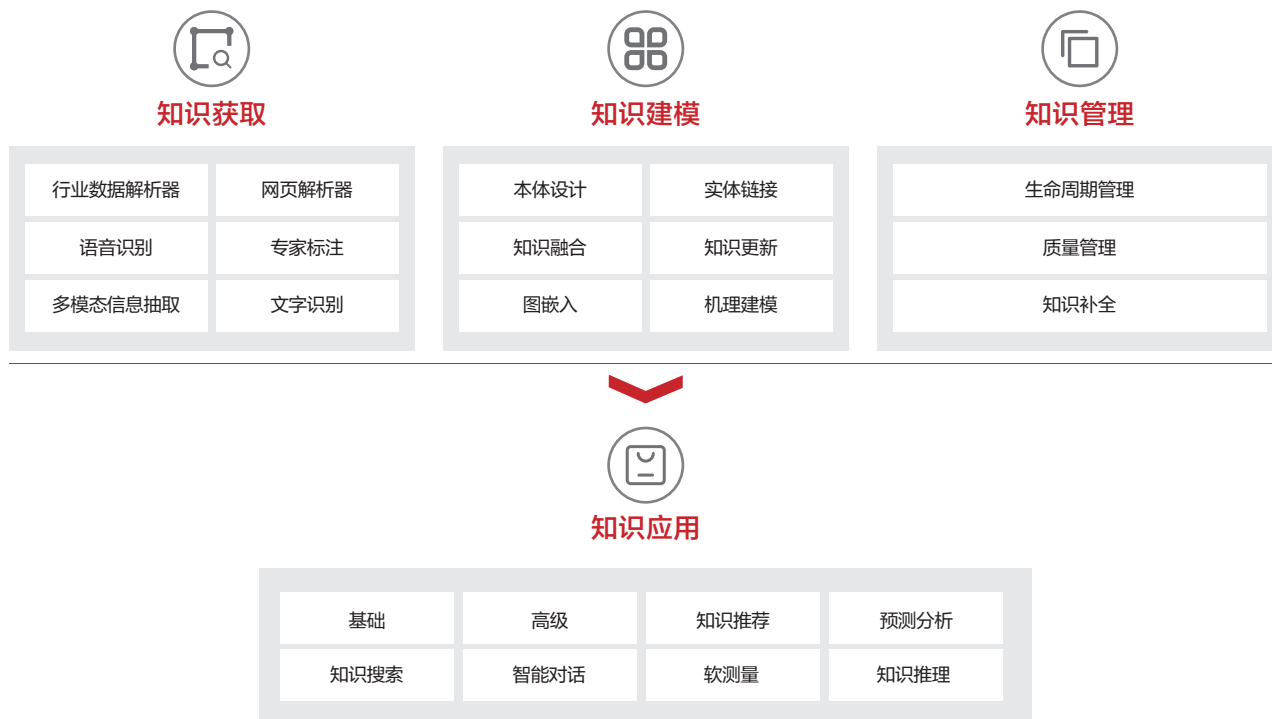 知识获取
行业数据解析器 网页解析器
语音识别 专家标注
多模态信息抽取 文字识别
知识建模
本体设计 实体链接
知识融合 知识更新
图嵌入 机理建模
知识管理
生命周期管理
质量管理
知识补全
知识应用
基础 高级 知识推荐 预测分析
知识搜索 智能对话 软测量 知识推理